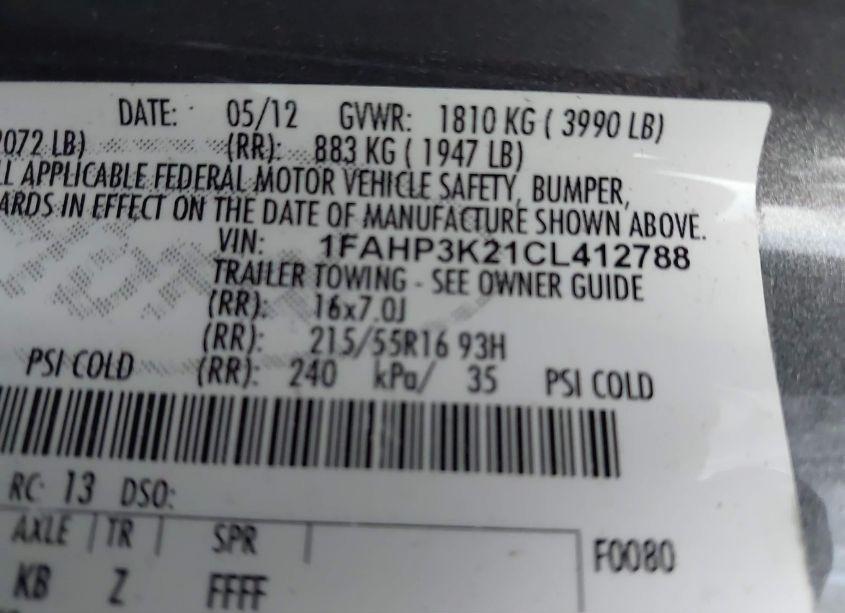 DATE: 05/12 GVWR: 1810 KG ( 3990 LB)
2072 LB) (RR): 883 KG ( 1947 LB)
APPLICABLE FEDERAL MOTOR VEHICLE SAFETY, BUMPER,
ARDS IN EFFECT ON THE DATE OF MANUFACTURE SHOWN ABOVE.
VIN: 1FAHP3K21CL412788
TRAILER TOWING - SEE OWNER GUIDE
(RR): 16x7.0J
(RR): 215/55R16 93H
PSI COLD (RR): 240 kPa/ 35 PSI COLD
RC: 13 DSO:
AXLE TR SPR
F0080
KB Z FFFF